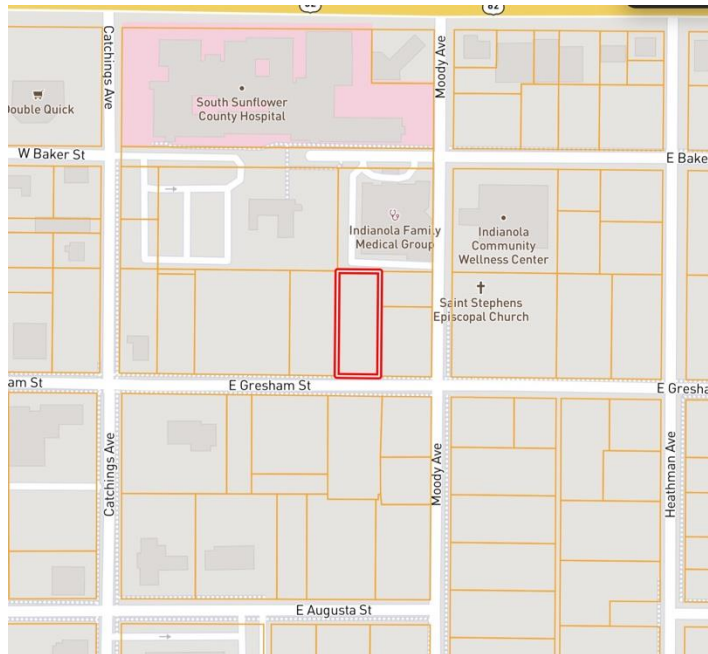 82
82
Catchings Ave
Moody Ave
Double Quick
South Sunflower
County Hospital
W Baker St
E Bake
Indianola Family
Medical Group
Indianola
Community
Wellness Center
Saint Stephens
Episcopal Church
am St
E Gresham St
E Gresha
Catchings Ave
Moody Ave
Heathman Ave
E Augusta St